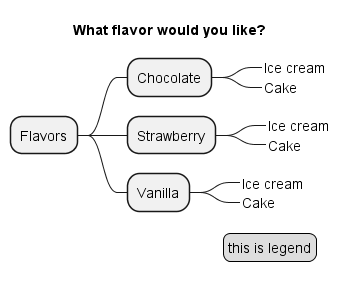 What flavor would you like?
Flavors
Chocolate
Ice cream
Cake
Strawberry
Ice cream
Cake
Vanilla
Ice cream
Cake
this is legend